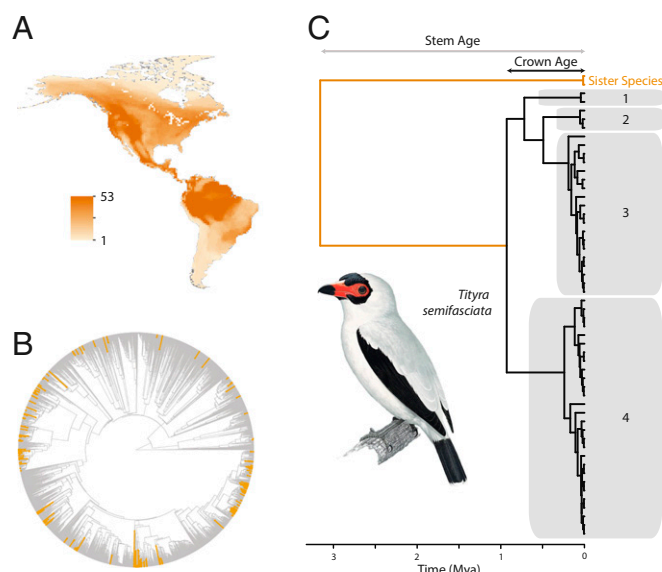 A
53
1
B
C
Stem Age
Crown Age
Sister Species
1
2
3
4
Tityra
semifasciata
3
2
1
0
Time (Mya)